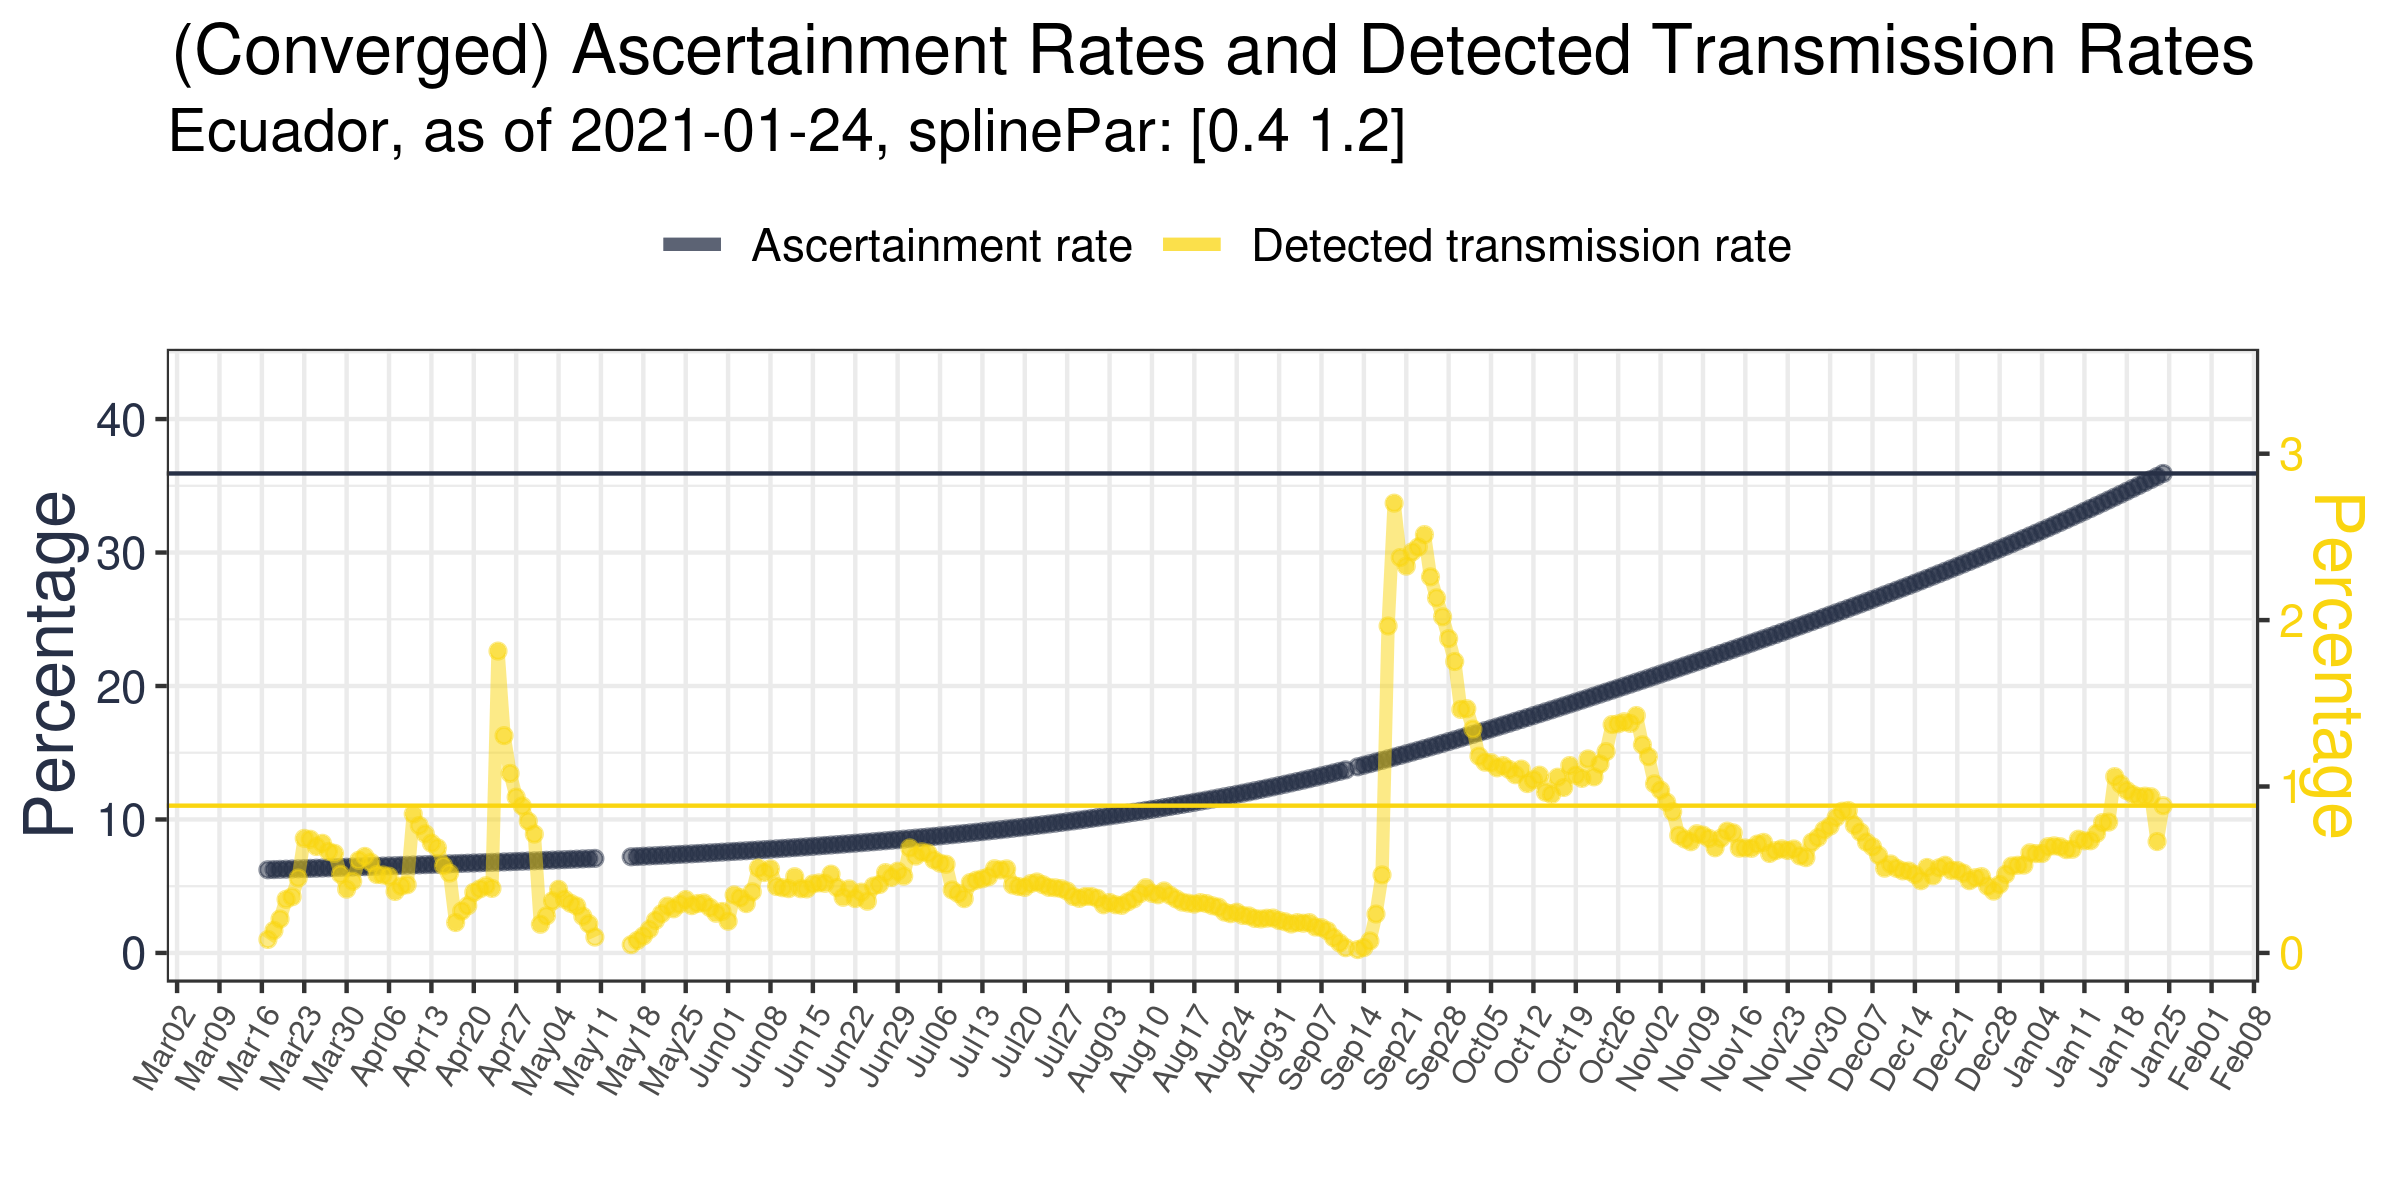 (Converged) Ascertainment Rates and Detected Transmission Rates
Ecuador, as of 2021-01-24, splinePar: [0.4 1.2]
Ascertainment rate Detected transmission rate
Percentage
40
30
20
10
0
3
2
1
0
Percentage
Mar02 Mar09 Mar16 Mar23 Mar30 Apr06 Apr13 Apr20 Apr27 May04 May11 May18 May25 Jun01 Jun08 Jun15 Jun22 Jun29 Jul06 Jul13 Jul20 Jul27 Aug03 Aug10 Aug17 Aug24 Aug31 Sep07 Sep14 Sep21 Sep28 Oct05 Oct12 Oct19 Oct26 Nov02 Nov09 Nov16 Nov23 Nov30 Dec07 Dec14 Dec21 Dec28 Jan04 Jan11 Jan18 Jan25 Feb01 Feb08